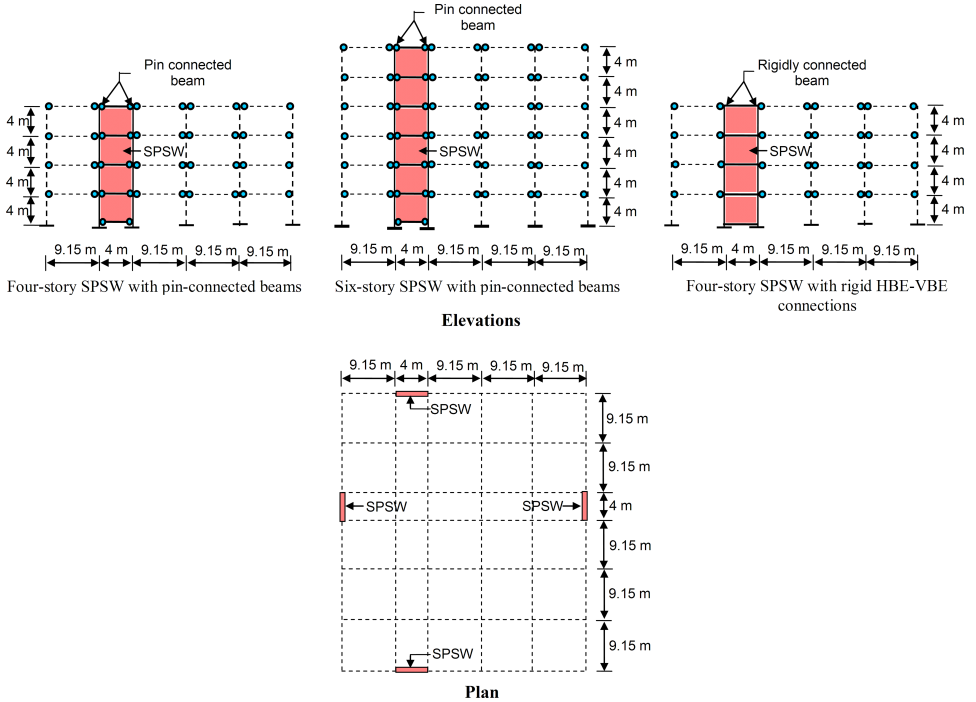 Pin connected
beam
SPSW
4 m
4 m
4 m
4 m
9.15 m
4 m
9.15 m
9.15 m
9.15 m
Four-story SPSW with pin-connected beams
Pin connected
beam
SPSW
4 m
4 m
4 m
4 m
4 m
4 m
9.15 m
4 m
9.15 m
9.15 m
9.15 m
Six-story SPSW with pin-connected beams
Rigidly connected
beam
SPSW
4 m
4 m
4 m
4 m
9.15 m
4 m
9.15 m
9.15 m
9.15 m
Four-story SPSW with rigid HBE-VBE
connections
Elevations
9.15 m
4 m
9.15 m
9.15 m
9.15 m
SPSW
SPSW
SPSW
SPSW
9.15 m
9.15 m
4 m
9.15 m
9.15 m
9.15 m
Plan